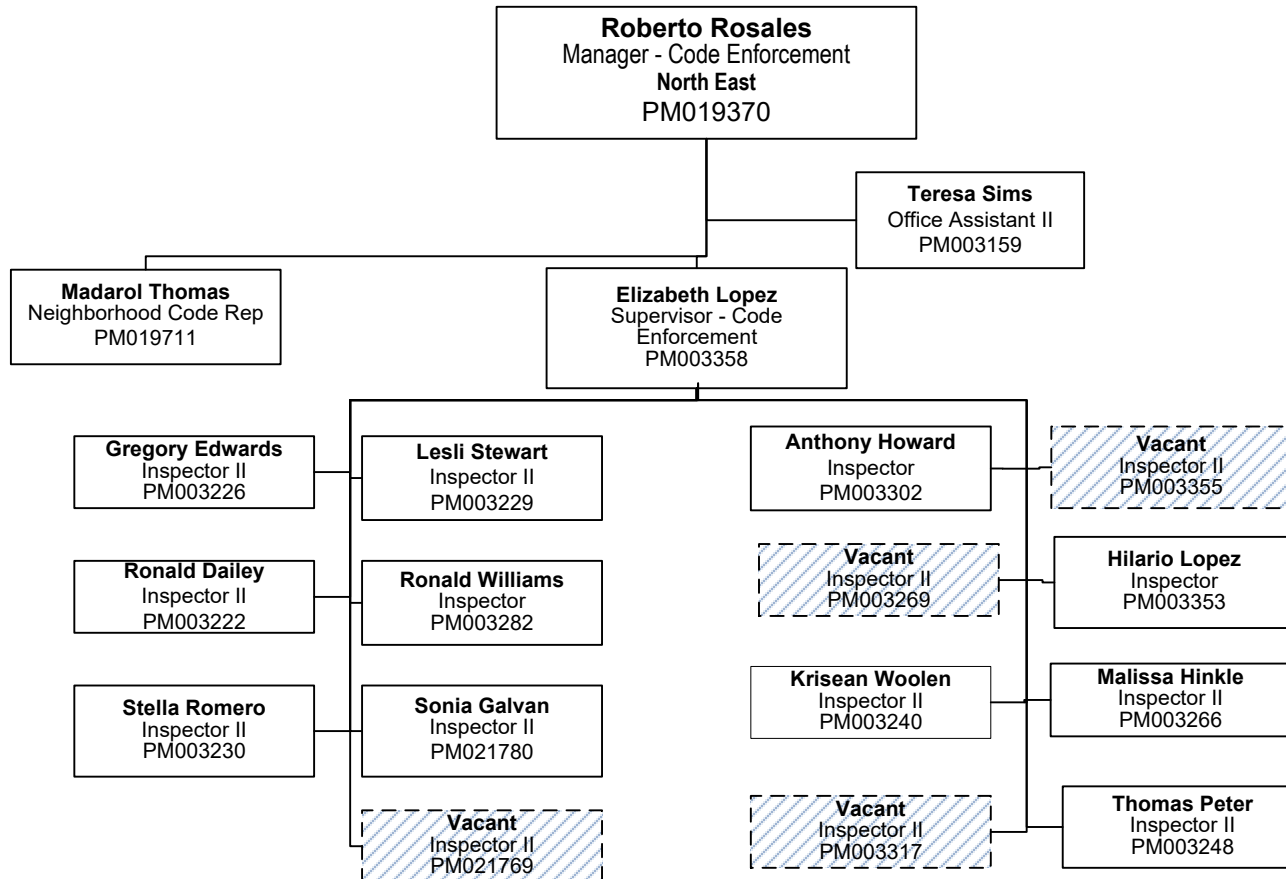 Roberto Rosales
Manager - Code Enforcement
North East
PM019370
Teresa Sims
Office Assistant II
PM003159
Madarol Thomas
Neighborhood Code Rep
PM019711
Elizabeth Lopez
Supervisor - Code
Enforcement
PM003358
Gregory Edwards
Inspector II
PM003226
Lesli Stewart
Inspector II
PM003229
Anthony Howard
Inspector
PM003302
Vacant
Inspector II
PM003355
Ronald Dailey
Inspector II
PM003222
Ronald Williams
Inspector
PM003282
Vacant
Inspector II
PM003269
Hilario Lopez
Inspector
PM003353
Stella Romero
Inspector II
PM003230
Sonia Galvan
Inspector II
PM021780
Krisean Woolen
Inspector II
PM003240
Malissa Hinkle
Inspector II
PM003266
Vacant
Inspector II
PM021769
Vacant
Inspector II
PM003317
Thomas Peter
Inspector II
PM003248